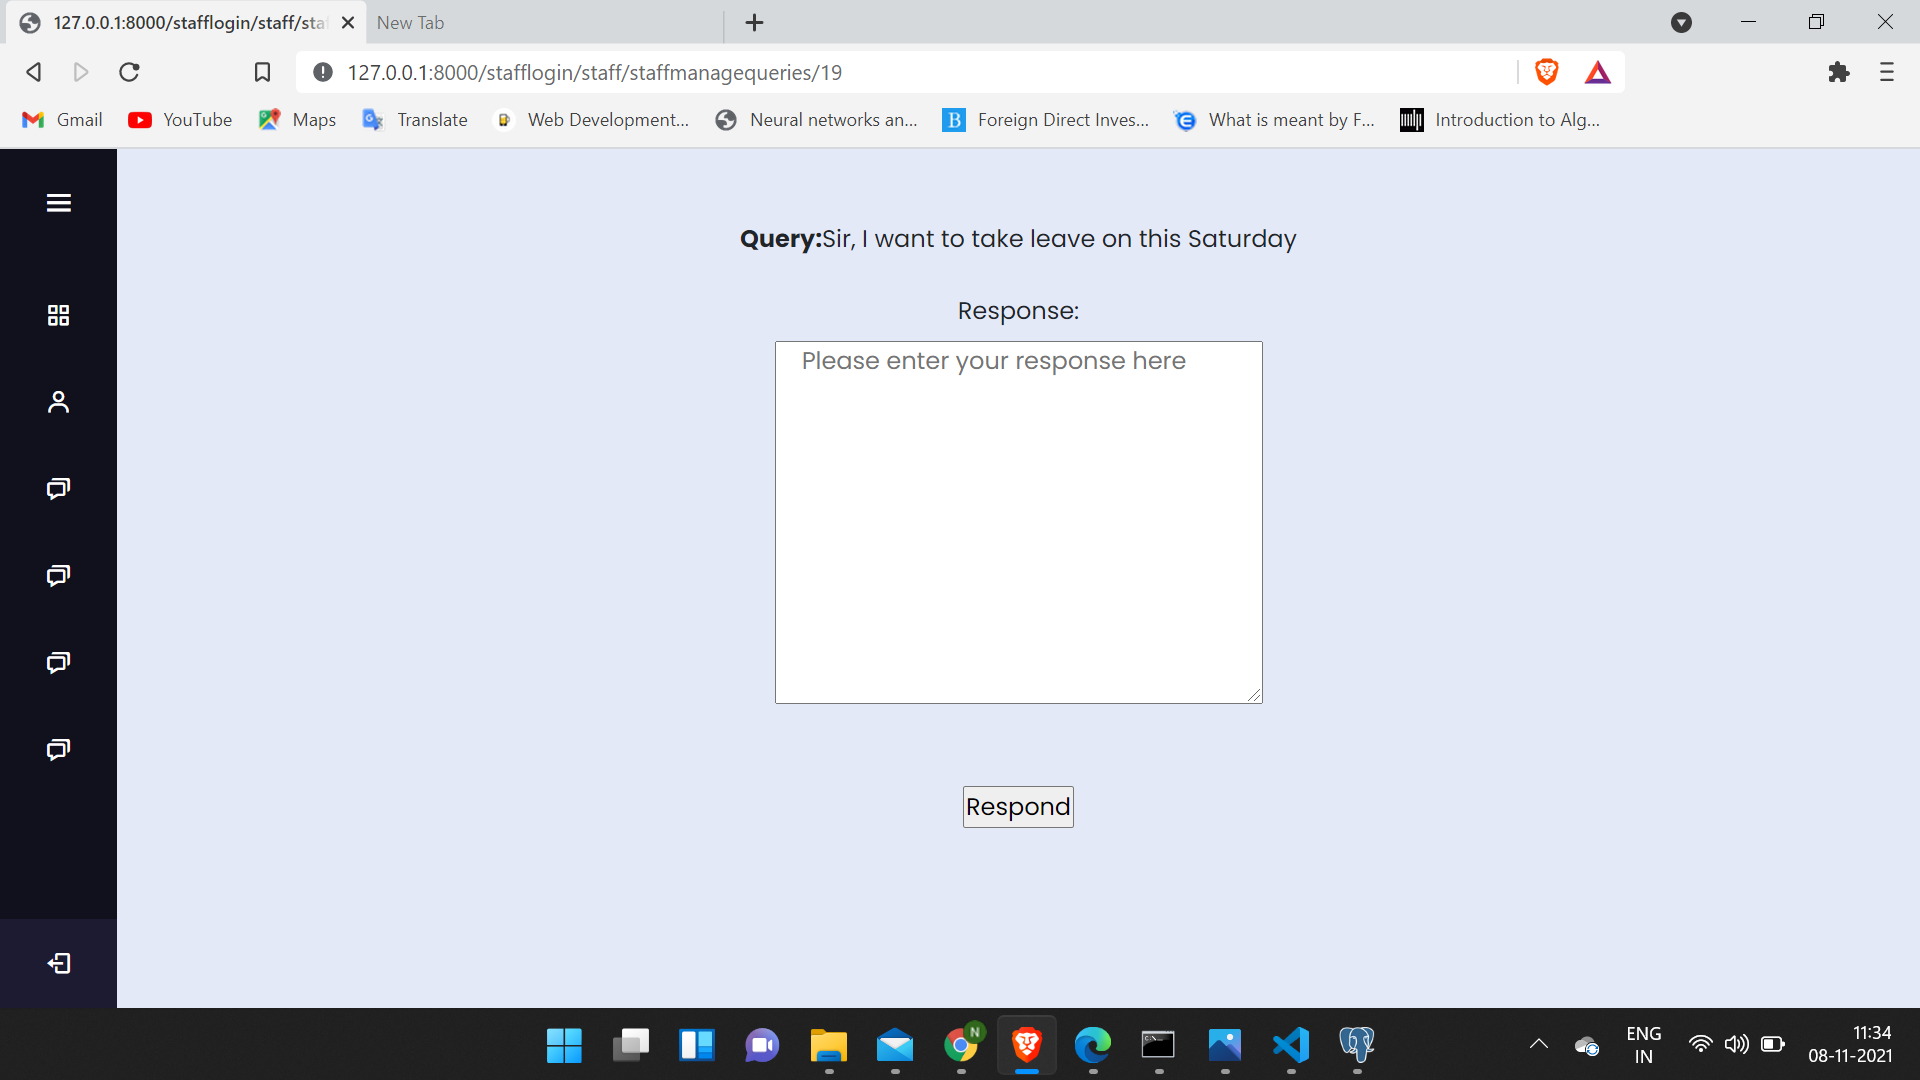 127.0.0.1:8000/stafflogin/staff/sta
New Tab
127.0.0.1:8000/stafflogin/staff/staffmanagequeries/19
Gmail
YouTube
Maps
Translate
Web Development...
Neural networks an...
Foreign Direct Inves...
What is meant by F...
Introduction to Alg...
Query:Sir, I want to take leave on this Saturday
Response:
Please enter your response here
Respond
N
ENG
IN
11:34
08-11-2021